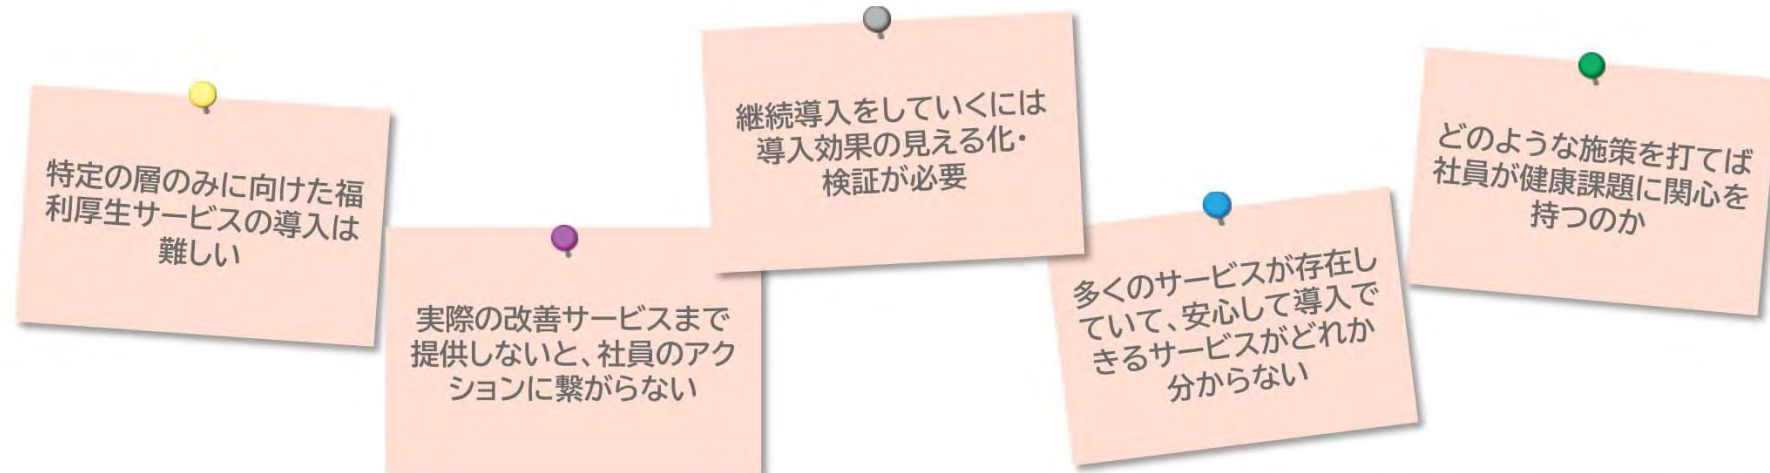 特定の層のみに向けた福
利厚生サービスの導入は
難しい
実際の改善サービスまで
提供しないと、社員のアク
ションに繋がらない
継続導入をしていくには
導入効果の見える化・
検証が必要
多くのサービスが存在し
ていて、安心して導入で
きるサービスがどれか
分からない
どのような施策を打てば
社員が健康課題に関心を
持つのか